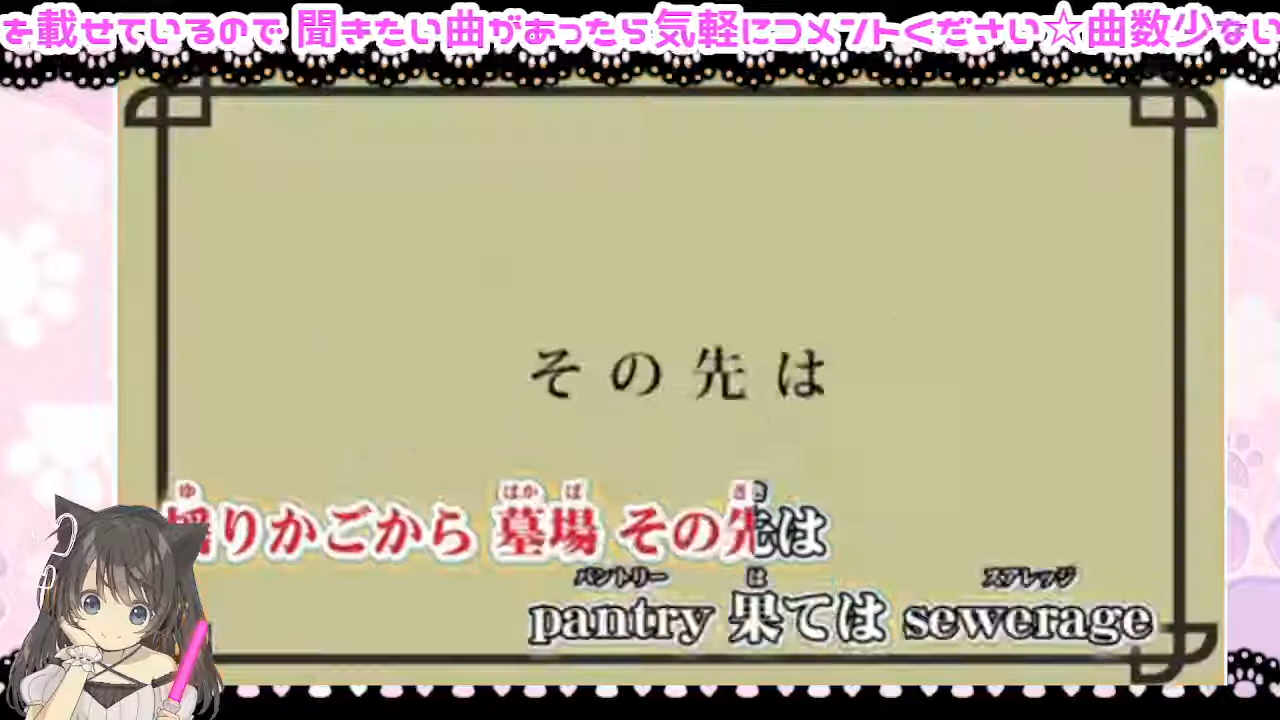 を載せているので 聞きたい曲があったら気軽にコメントください☆曲数少ない
その先は
ゆ はか ば さき
揺りかごから 墓場 その先は
パントリー は スアレッジ
pantry 果ては sewerage